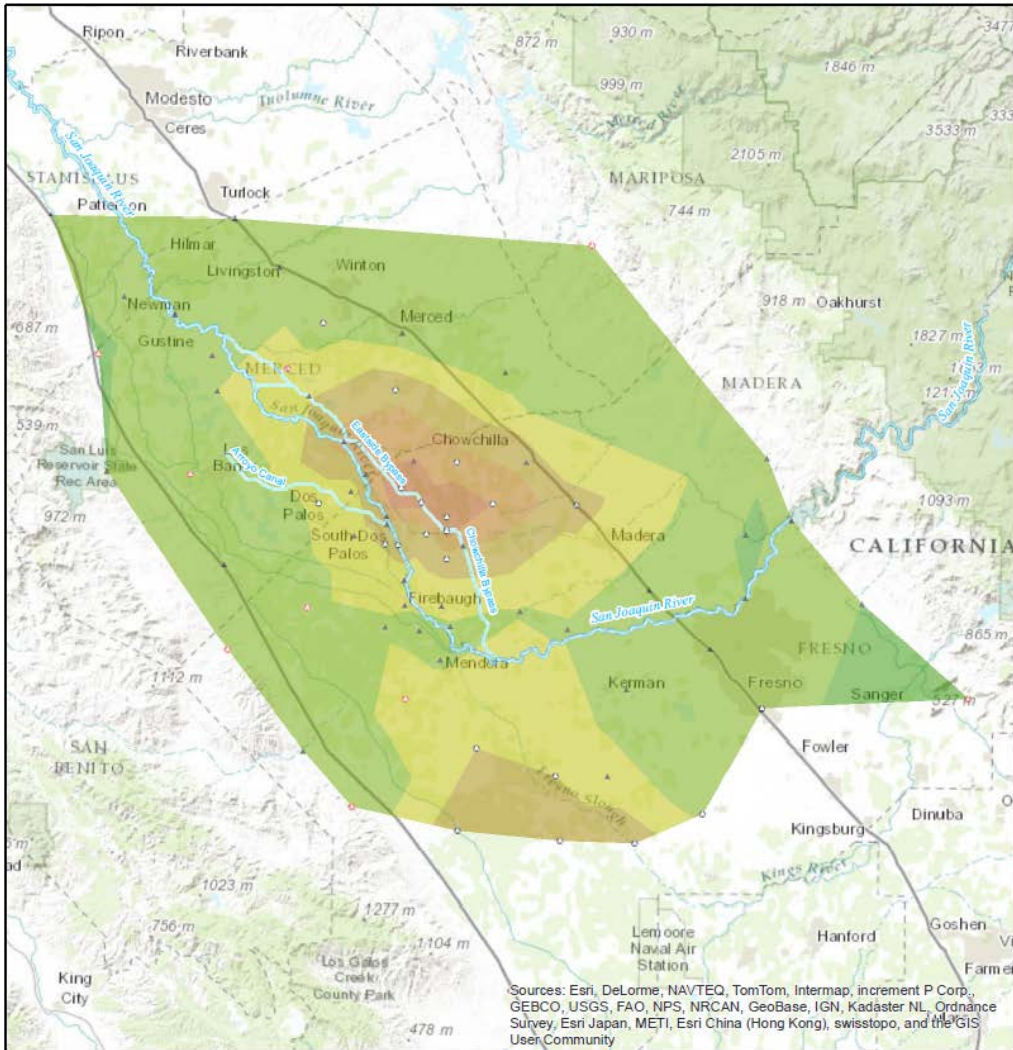 Ripon
Riverbank
872 m
930 m
3477
Modesto
Tuolumne River
999 m
1846 m
Ceres
Merced River
3533 m
2105 m
San Joaquin River
STANISLAUS
MARIPOSA
Patterson
Turlock
744 m
Hilmar
Livingston
Winton
Newman
918 m
Oakhurst
687 m
Merced
1827 m
Gustine
MERCED
MADERA
San Joaquin River
539 m
San Joaquin River
Chowchilla
Eastside Bypass
San Luis
Reservoir State
Rec Area
Los
Banos
Arroyo Canal
1093 m
972 m
Dos
Palos
South Dos
Palos
Madera
CALIFORNIA
Chowchilla Bypass
Firebaugh
San Joaquin River
865 m
Mendota
FRESNO
1112 m
Kerman
Fresno
Sanger
527 m
SAN
BENITO
Fowler
Fresno Slough
Dinuba
Kingsburg
Kings River
1023 m
1277 m
756 m
1104 m
Lemoore
Naval Air
Station
Hanford
Goshen
Los Gatos
Creek
County Park
Farmer
King
City
478 m
Sources: Esri, DeLorme, NAVTEQ, TomTom, Intermap, increment P Corp.,
GEBCO, USGS, FAO, NPS, NRCAN, GeoBase, IGN, Kadaster NL, Ordnance
Survey, Esri Japan, METI, Esri China (Hong Kong), swisstopo, and the GIS
User Community